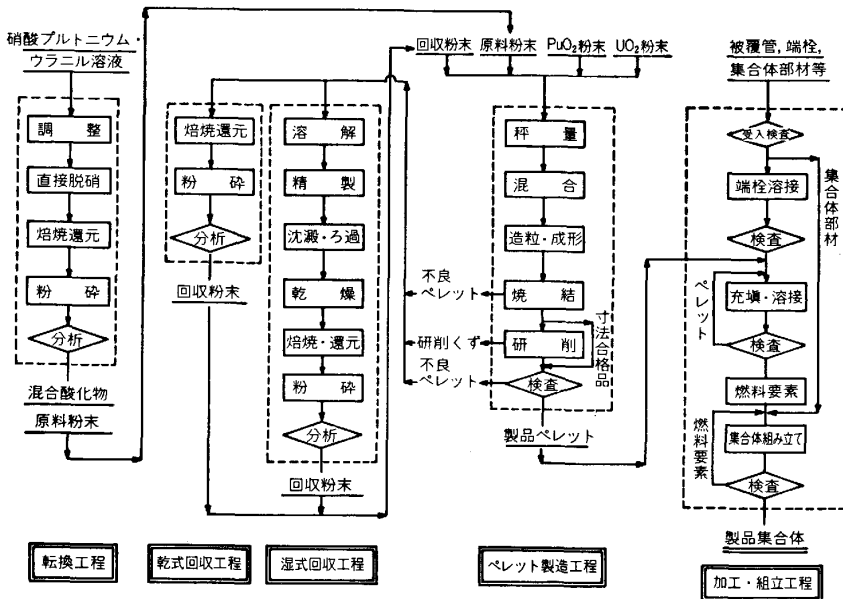 硝酸プルトニウム・
ウラニル溶液
調整
直接脱硝
焙焼還元
粉砕
分析
混合酸化物
原料粉末
転換工程
焙焼還元
粉砕
分析
回収粉末
乾式回収工程
溶解
精製
沈澱・ろ過
乾燥
焙焼・還元
粉砕
分析
回収粉末
湿式回収工程
回収粉末 原料粉末 PuO₂粉末 UO₂粉末
秤量
混合
造粒・成形
焼結
研削
検査
寸法合格品
不良
ペレット
研削くず
不良
ペレット
製品ペレット
ペレット製造工程
被覆管,端栓,
集合体部材等
受入検査
端栓溶接
検査
充塡・溶接
検査
燃料要素
集合体組み立て
検査
集合体部材
ペレット
燃料要素
製品集合体
加工・組立工程